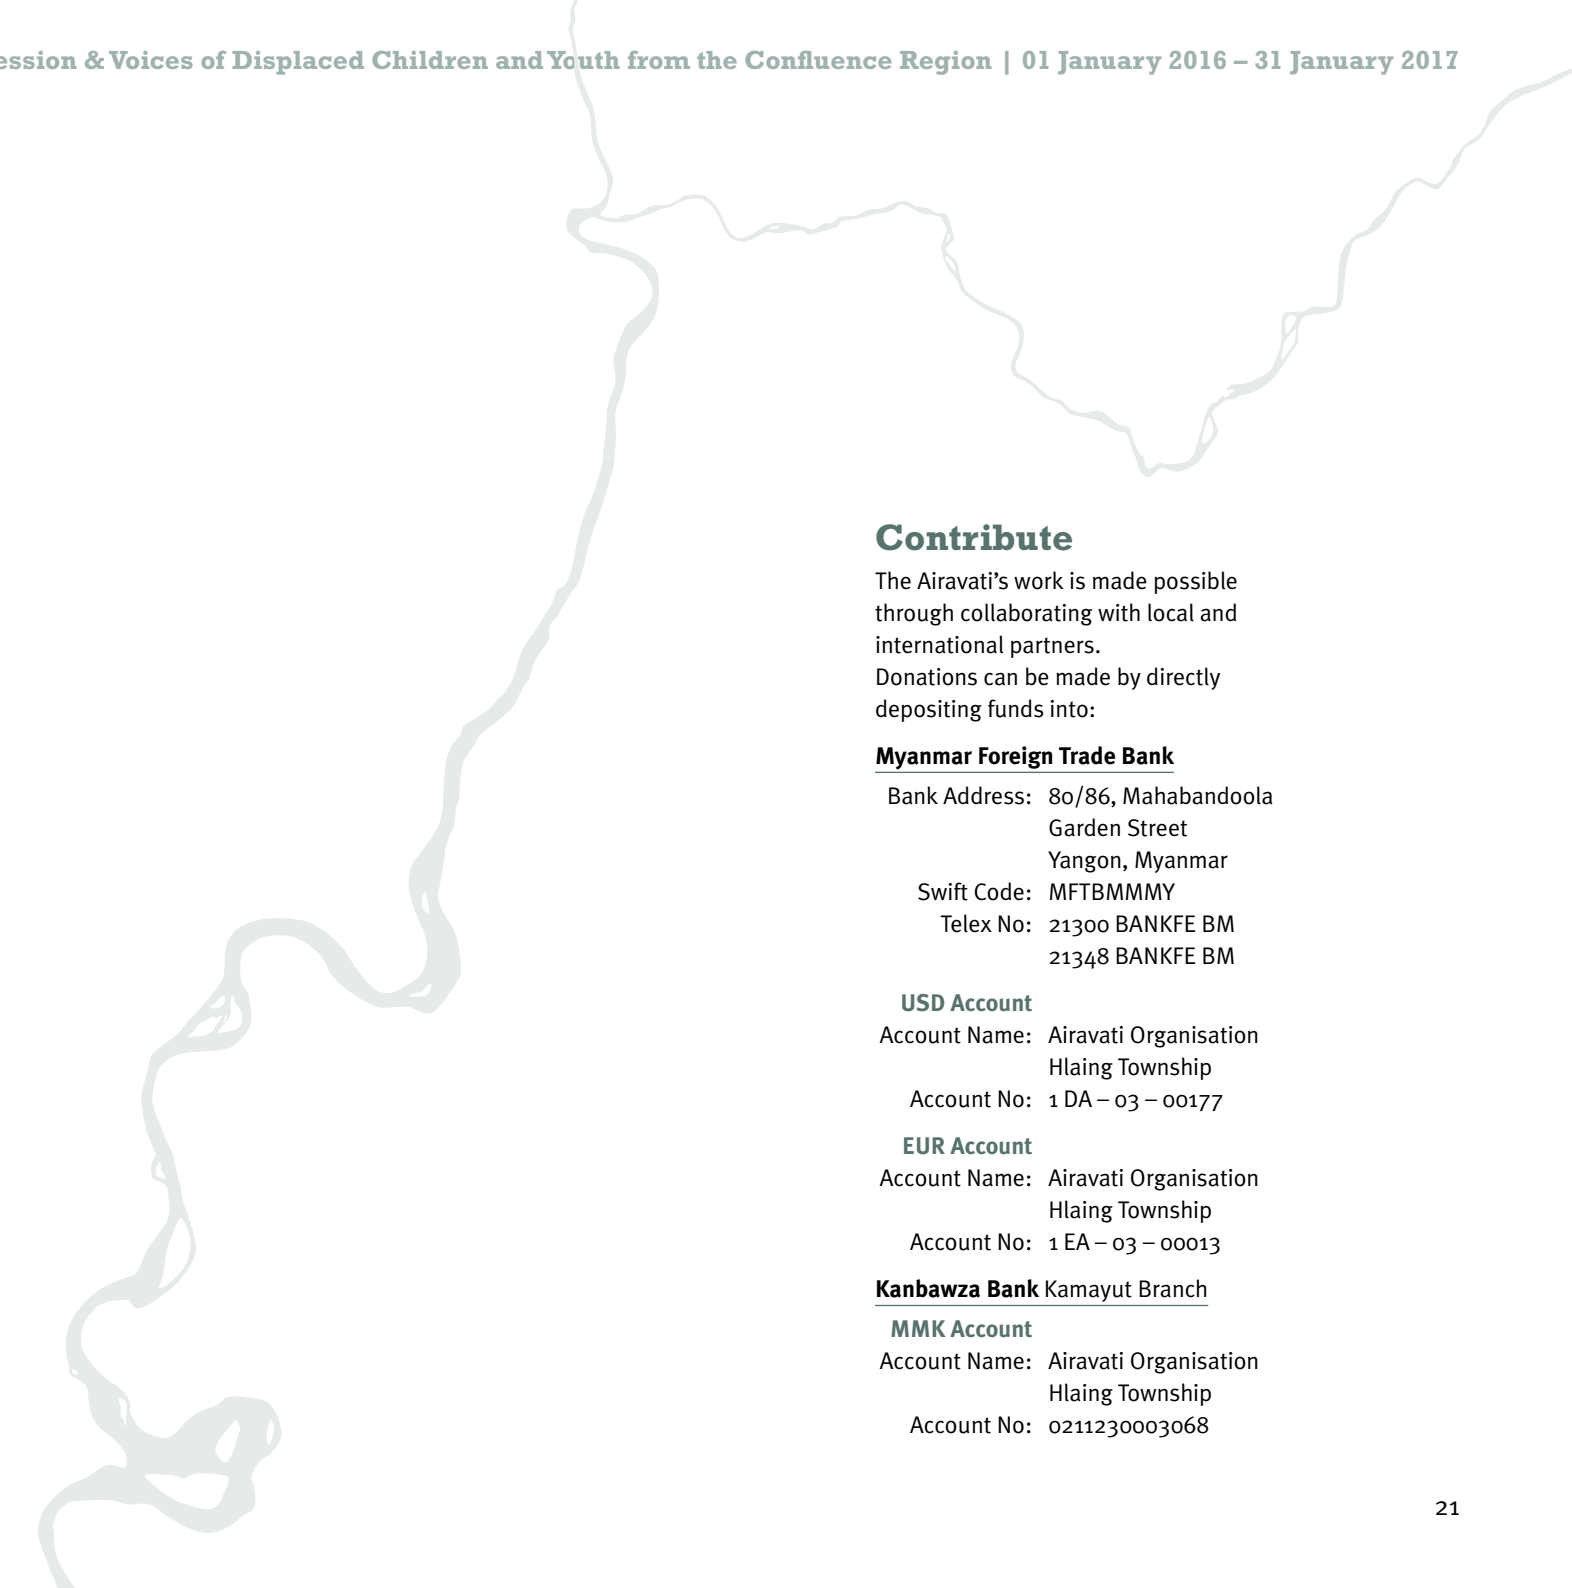 ession & Voices of Displaced Children and Youth from the Confluence Region | 01 January 2016 – 31 January 2017
Contribute
The Airavati’s work is made possible
through collaborating with local and
international partners.
Donations can be made by directly
depositing funds into:
Myanmar Foreign Trade Bank
Bank Address: 80/86, Mahabandoola
Garden Street
Yangon, Myanmar
Swift Code: MFTBMMMY
Telex No: 21300 BANKFE BM
21348 BANKFE BM
USD Account
Account Name: Airavati Organisation
Hlaing Township
Account No: 1 DA – 03 – 00177
EUR Account
Account Name: Airavati Organisation
Hlaing Township
Account No: 1 EA – 03 – 00013
Kanbawza Bank Kamayut Branch
MMK Account
Account Name: Airavati Organisation
Hlaing Township
Account No: 0211230003068
21